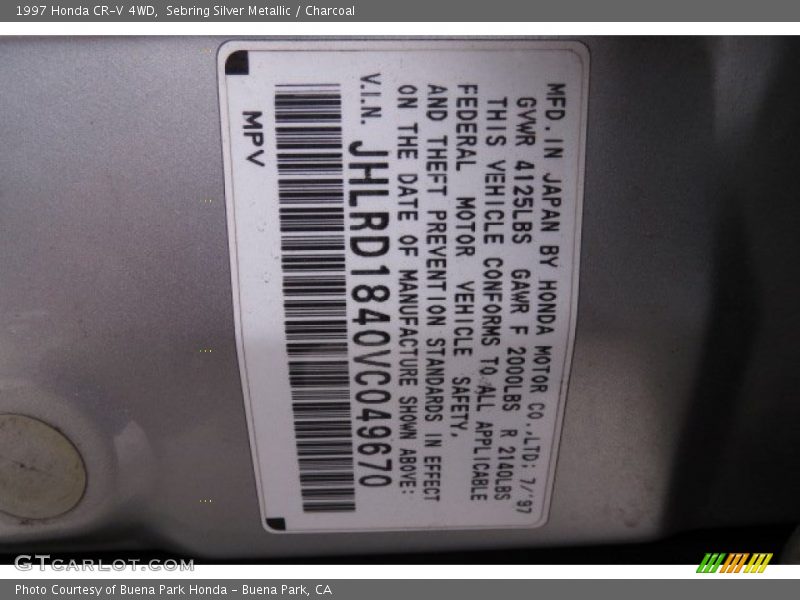 1997 Honda CR-V 4WD,  Sebring Silver Metallic / Charcoal
MFD. IN JAPAN BY HONDA MOTOR CO.,LTD; 7/'97
GVWR 4125LBS GAWR F 2000LBS R 2140LBS
THIS VEHICLE CONFORMS TO ALL APPLICABLE
FEDERAL MOTOR VEHICLE SAFETY,
AND THEFT PREVENTION STANDARDS IN EFFECT
ON THE DATE OF MANUFACTURE SHOWN ABOVE:
V.I.N. JHLRD1840VC049670
MPV
GTCarLot.com
Photo Courtesy of Buena Park Honda - Buena Park, CA